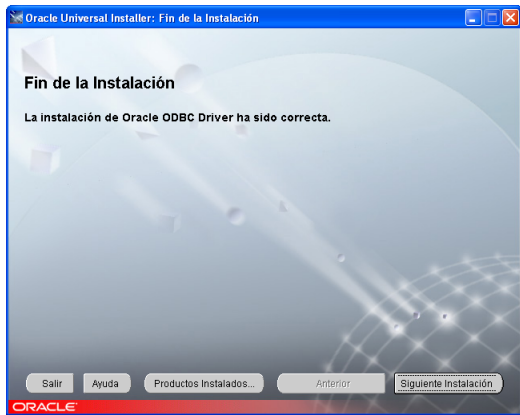 Oracle Universal Installer: Fin de la Instalación
Fin de la Instalación
La instalación de Oracle ODBC Driver ha sido correcta.
Salir
Ayuda
Productos Instalados...
Anterior
Siguiente Instalación
ORACLE